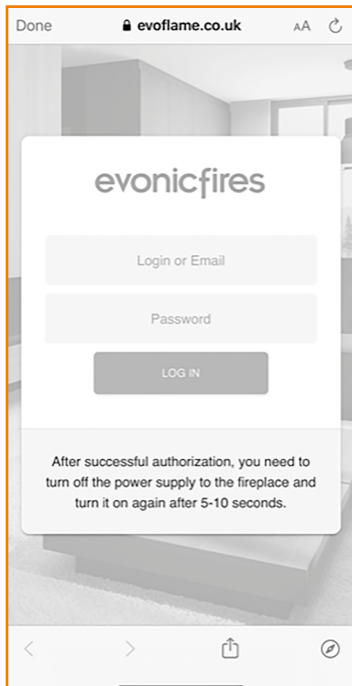 Done evoflame.co.uk AA
evonicfires
Login or Email
Password
LOG IN
After successful authorization, you need to
turn off the power supply to the fireplace and
turn it on again after 5-10 seconds.